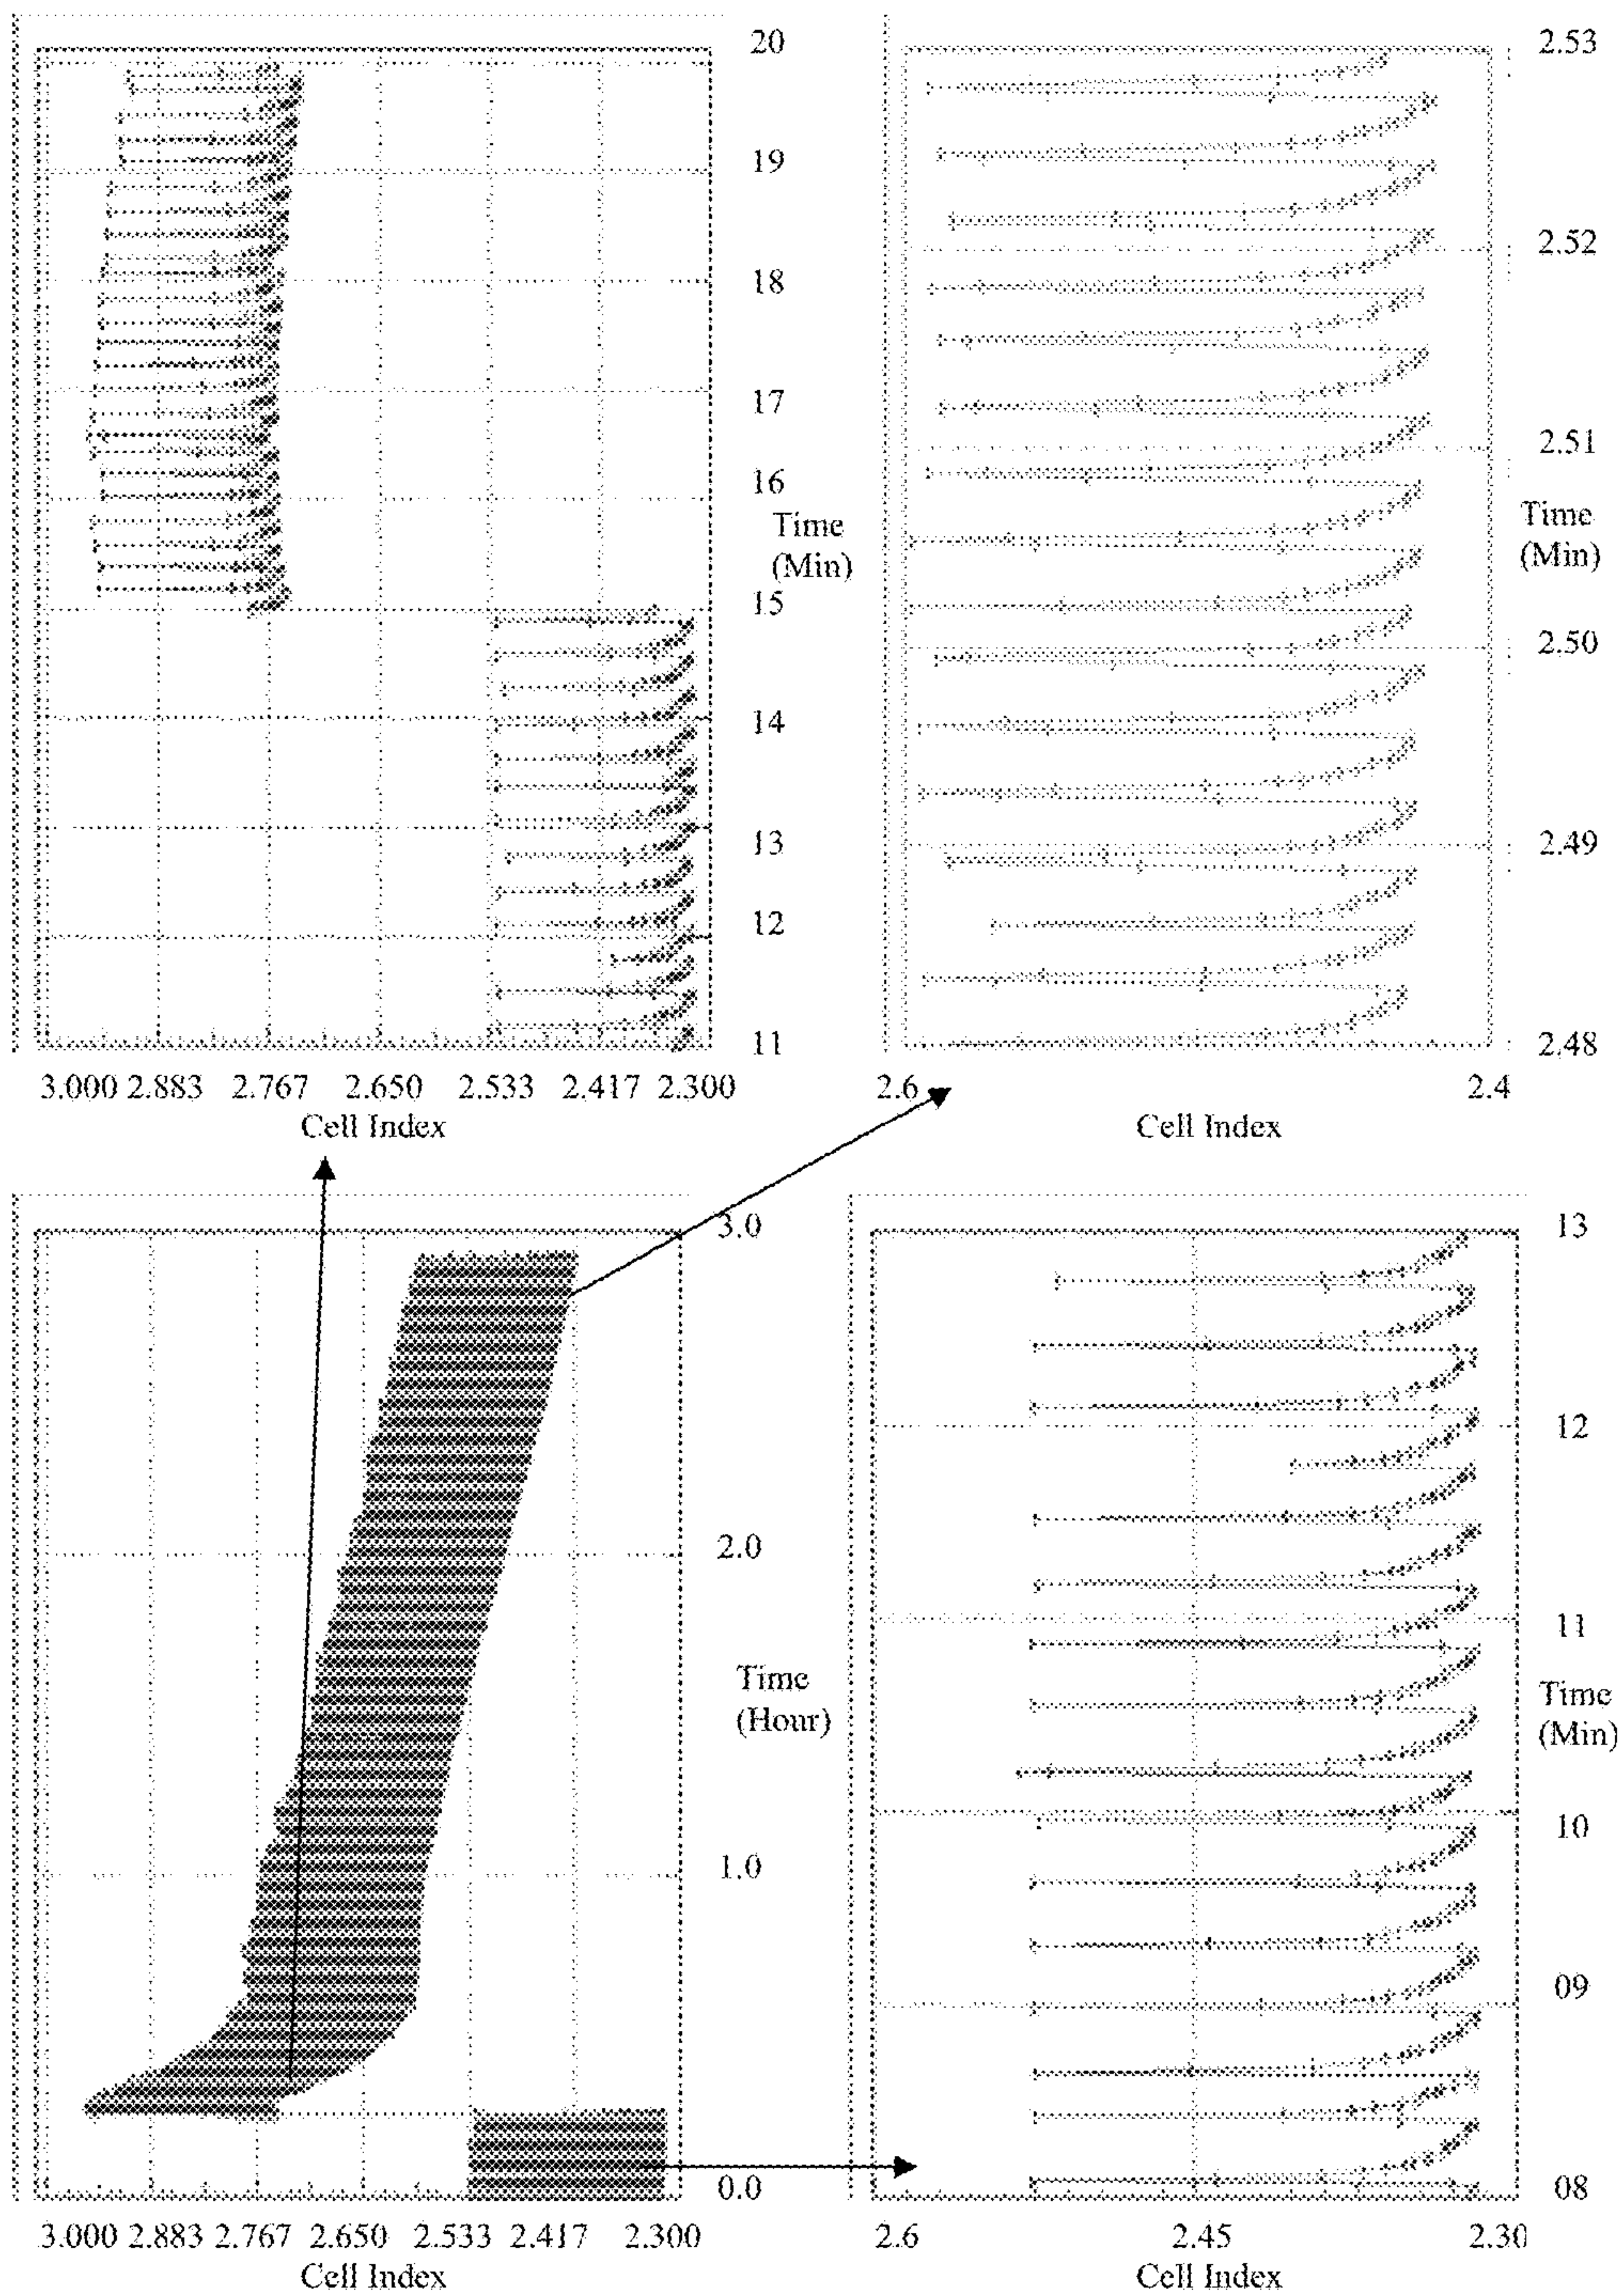 20
19
18
17
16
Time
(Min)
15
14
13
12
11
3.000 2.883 2.767 2.650 2.533 2.417 2.300
Cell Index
2.53
2.52
2.51
Time
(Min)
2.50
2.49
2.48
2.6 2.4
Cell Index
3.0
2.0
Time
(Hour)
1.0
0.0
3.000 2.883 2.767 2.650 2.533 2.417 2.300
Cell Index
13
12
11
Time
(Min)
10
09
08
2.6 2.45 2.30
Cell Index